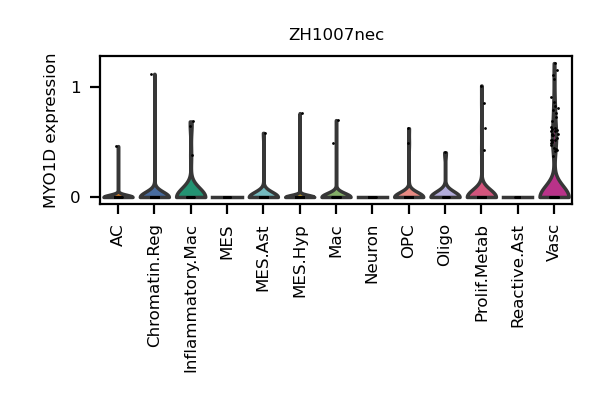 ZH1007nec
MYO1D expression
1
0
AC
Chromatin.Reg
Inflammatory.Mac
MES
MES.Ast
MES.Hyp
Mac
Neuron
OPC
Oligo
Prolif.Metab
Reactive.Ast
Vasc